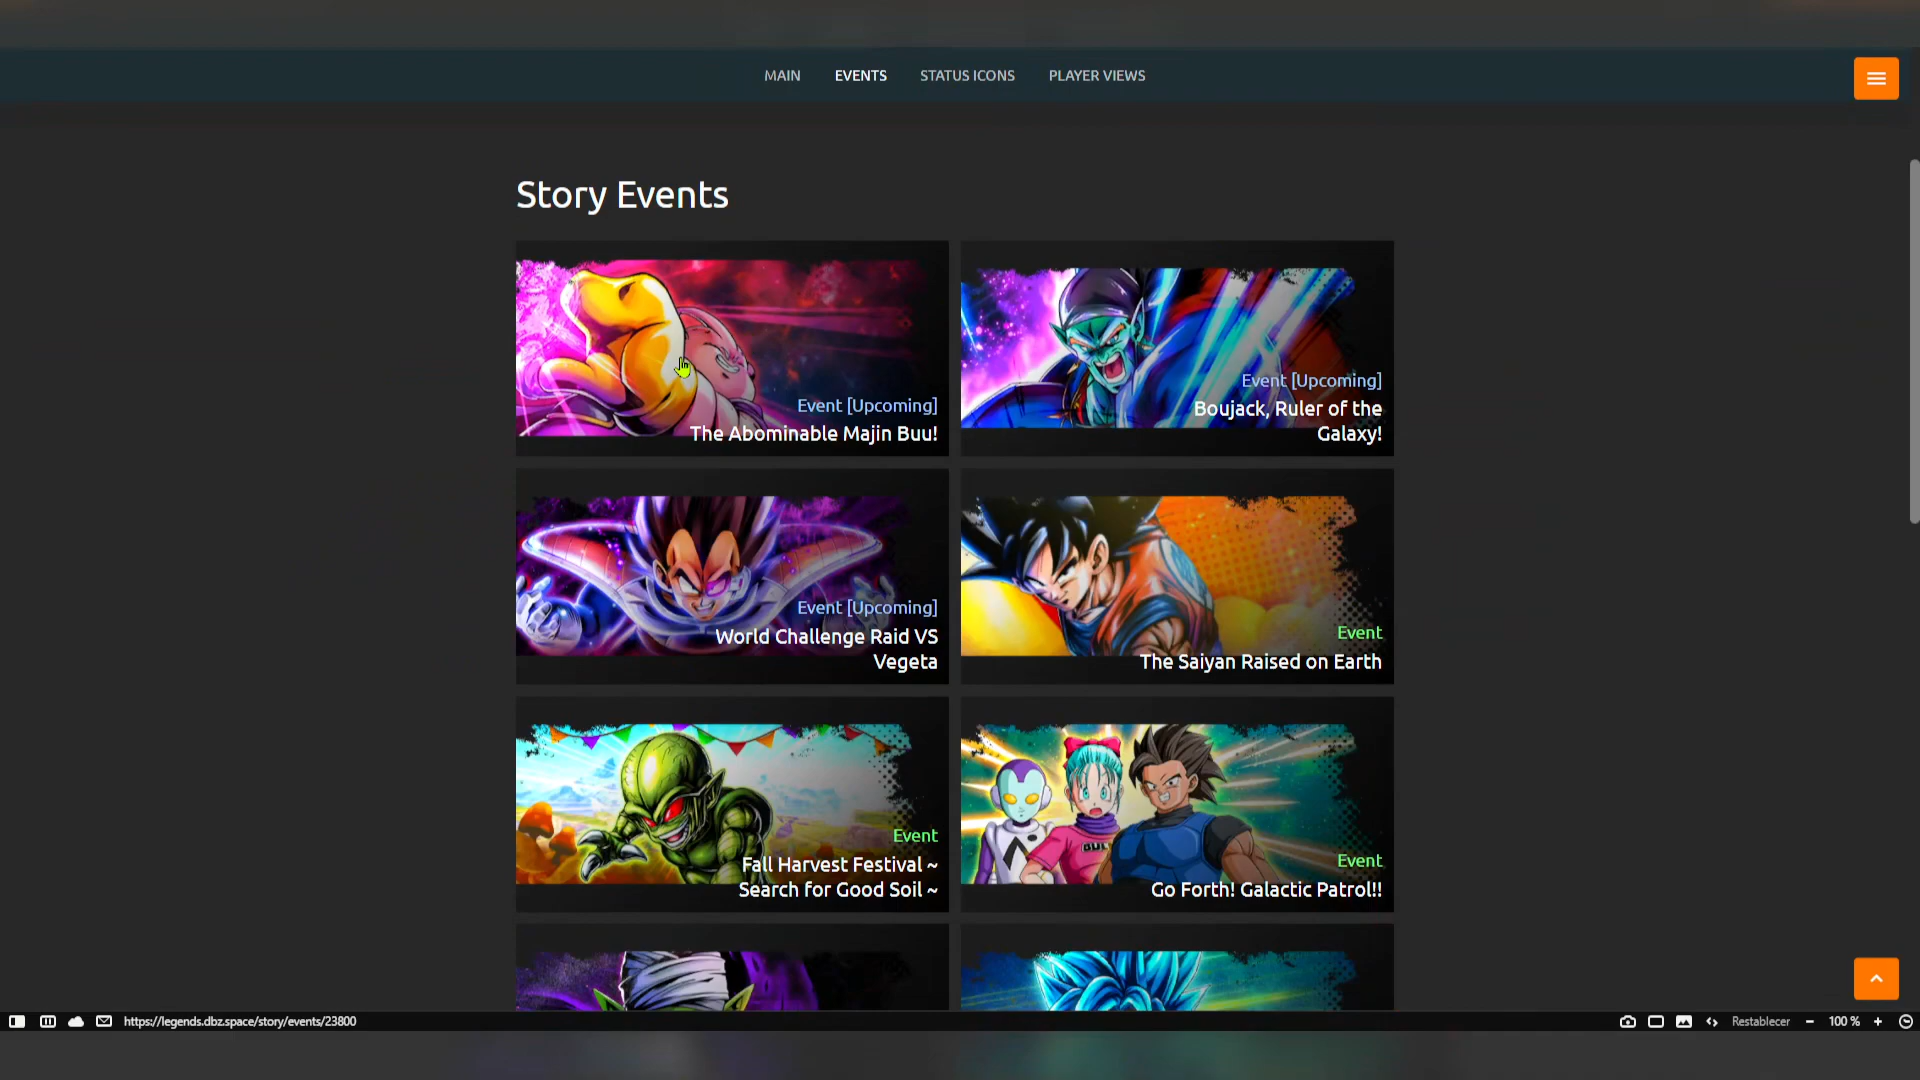 MAIN EVENTS STATUS ICONS PLAYER VIEWS
Story Events
Event [Upcoming]
The Abominable Majin Buu!
Event [Upcoming]
Boujack, Ruler of the
Galaxy!
Event [Upcoming]
World Challenge Raid VS
Vegeta
Event
The Saiyan Raised on Earth
Event
Fall Harvest Festival ~
Search for Good Soil ~
Event
Go Forth! Galactic Patrol!!
https://legends.dbz.space/story/events/23800
Restablecer
100 %